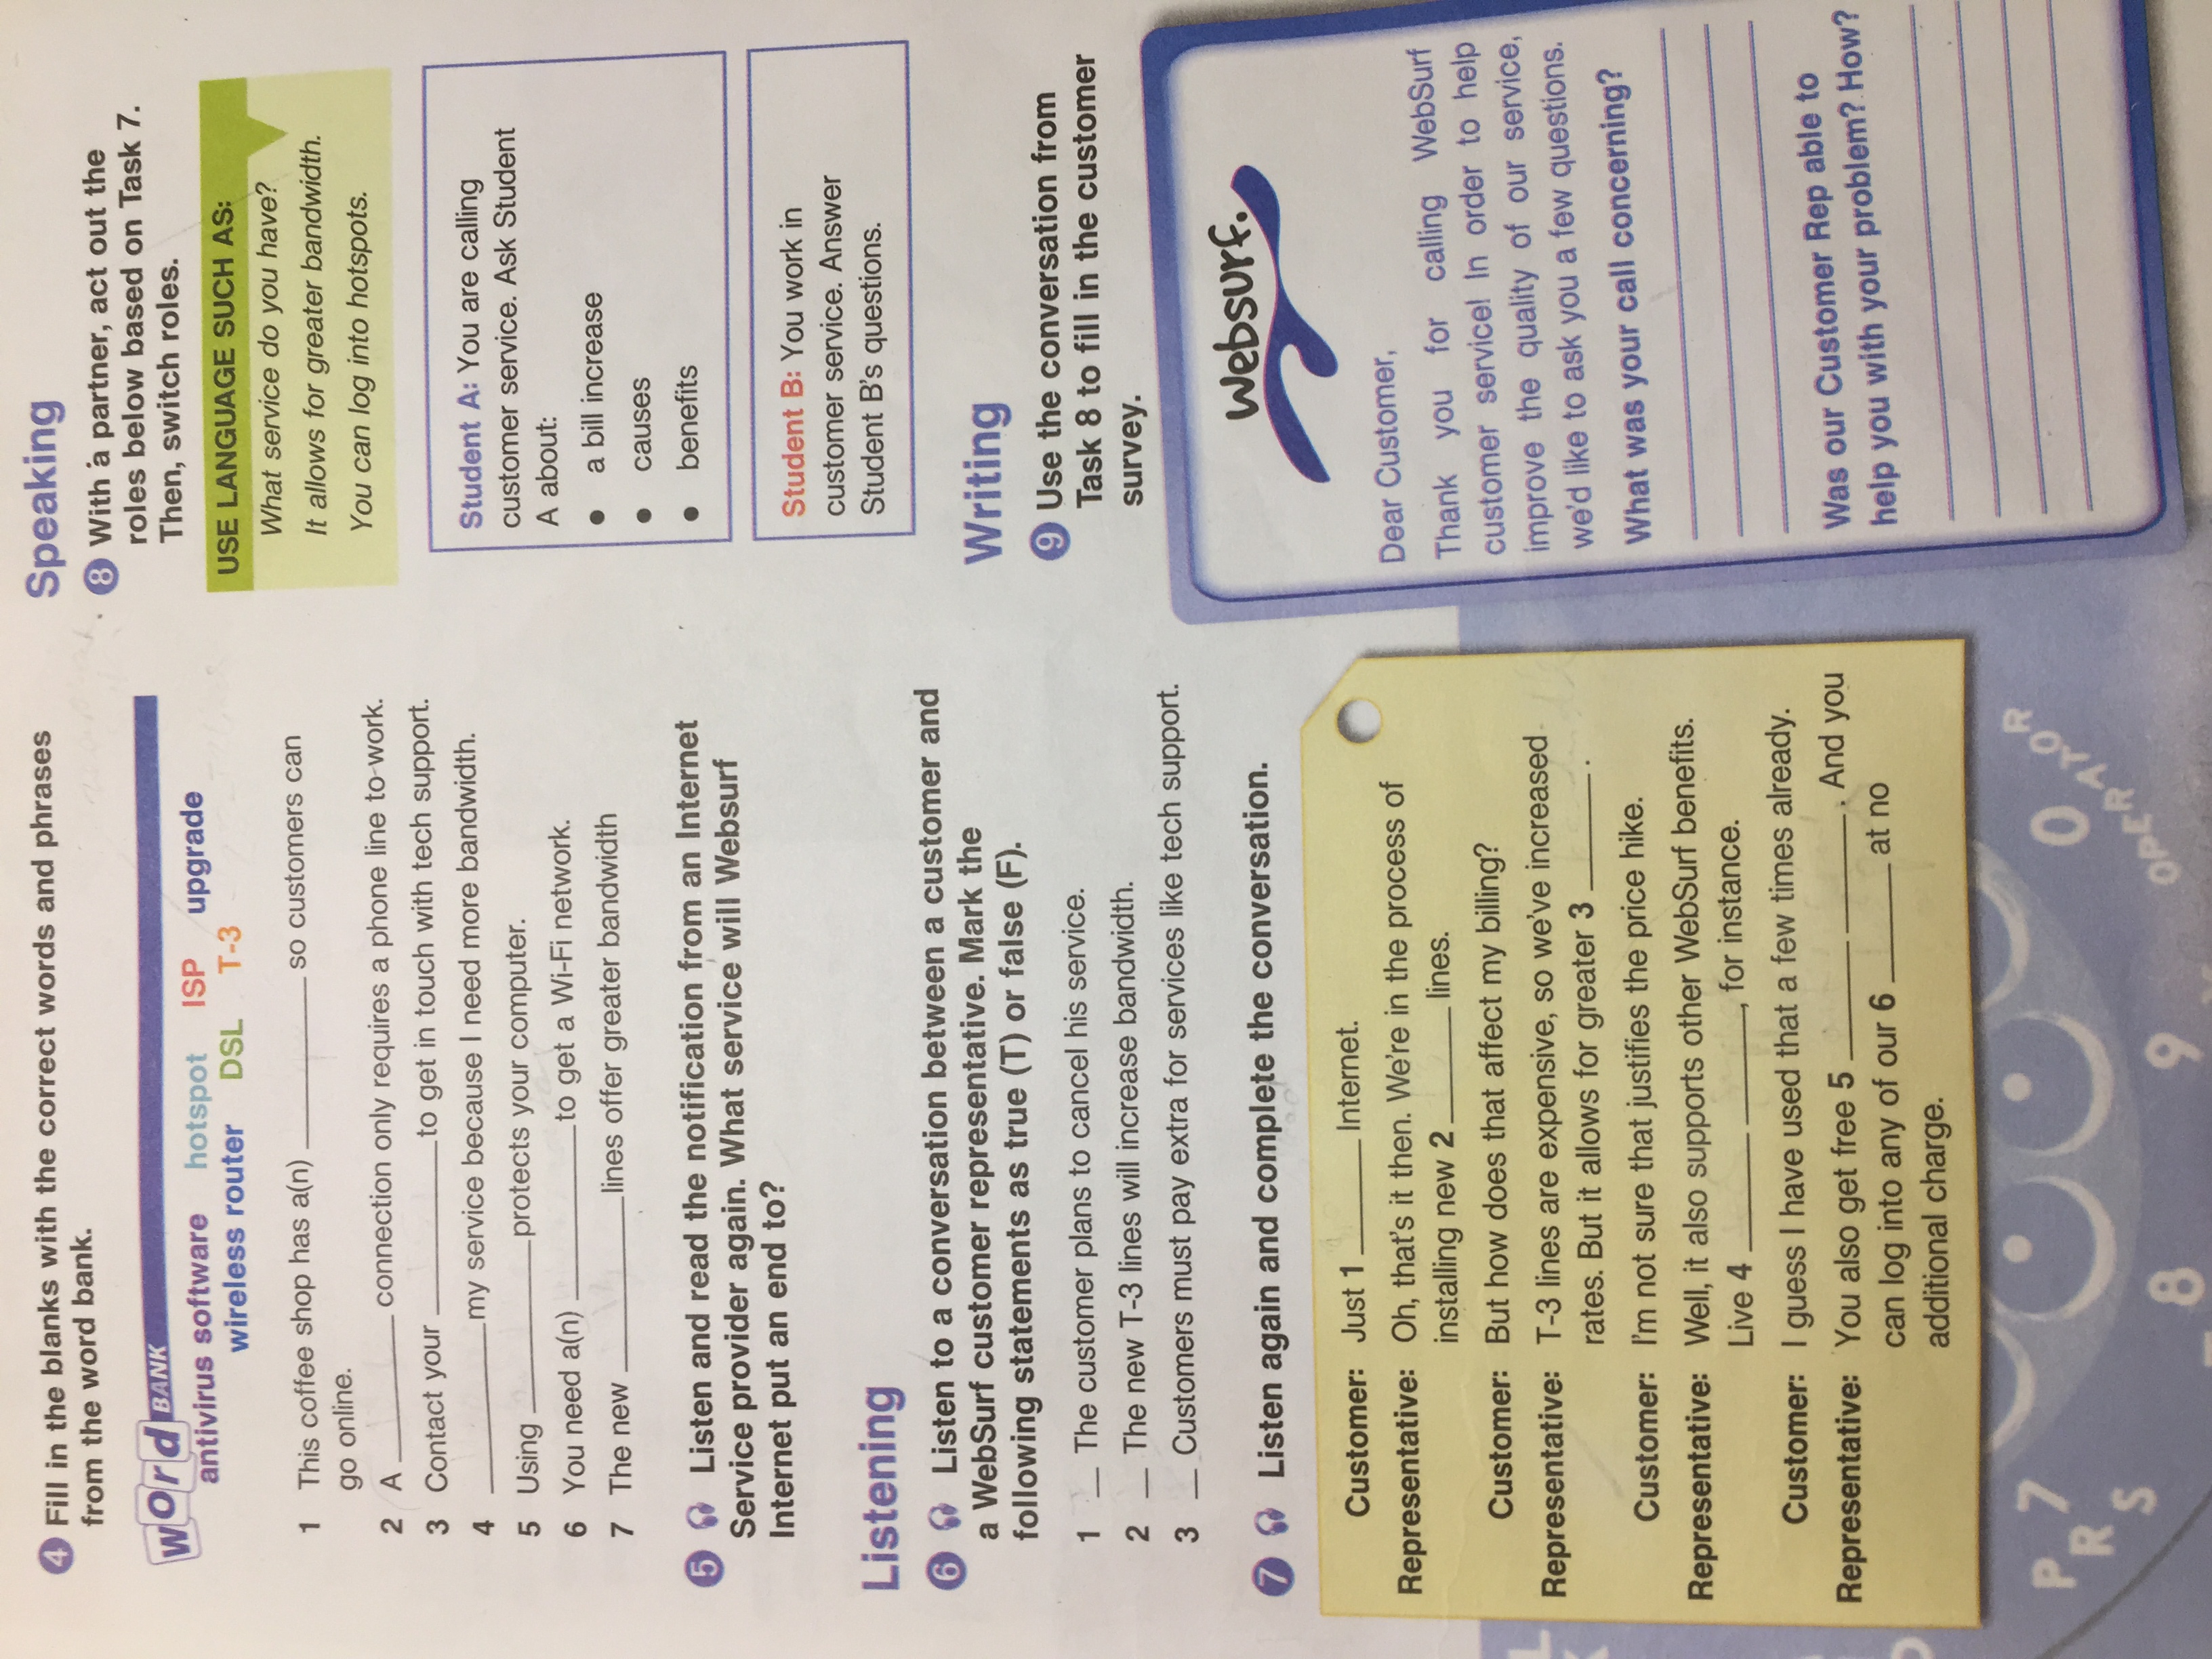 4 Fill in the blanks with the correct words and phrases
from the word bank.
word BANK
antivirus software hotspot ISP upgrade
wireless router DSL T-3
1 This coffee shop has a(n) __________ so customers can
go online.
2 A __________ connection only requires a phone line to work.
3 Contact your __________ to get in touch with tech support.
4 __________ my service because I need more bandwidth.
5 Using __________ protects your computer.
6 You need a(n) __________ to get a Wi-Fi network.
7 The new __________ lines offer greater bandwidth
5 Listen and read the notification from an Internet
Service provider again. What service will Websurf
Internet put an end to?
Listening
6 Listen to a conversation between a customer and
a WebSurf customer representative. Mark the
following statements as true (T) or false (F).
1 __ The customer plans to cancel his service.
2 __ The new T-3 lines will increase bandwidth.
3 __ Customers must pay extra for services like tech support.
7 Listen again and complete the conversation.
Customer: Just 1 _______ Internet.
Representative: Oh, that's it then. We're in the process of
installing new 2 _______ lines.
Customer: But how does that affect my billing?
Representative: T-3 lines are expensive, so we've increased
rates. But it allows for greater 3 _______.
Customer: I'm not sure that justifies the price hike.
Representative: Well, it also supports other WebSurf benefits.
Live 4 _______ _______, for instance.
Customer: I guess I have used that a few times already.
Representative: You also get free 5 _______ _______. And you
can log into any of our 6 _______ at no
additional charge.
7
P R S
8
9
0
OPERATOR
Speaking
8 With a partner, act out the
roles below based on Task 7.
Then, switch roles.
USE LANGUAGE SUCH AS:
What service do you have?
It allows for greater bandwidth.
You can log into hotspots.
Student A: You are calling
customer service. Ask Student
A about:
• a bill increase
• causes
• benefits
Student B: You work in
customer service. Answer
Student B's questions.
Writing
9 Use the conversation from
Task 8 to fill in the customer
survey.
websurf.
Dear Customer,
Thank you for calling WebSurf
customer service! In order to help
improve the quality of our service,
we'd like to ask you a few questions.
What was your call concerning?
Was our Customer Rep able to
help you with your problem? How?